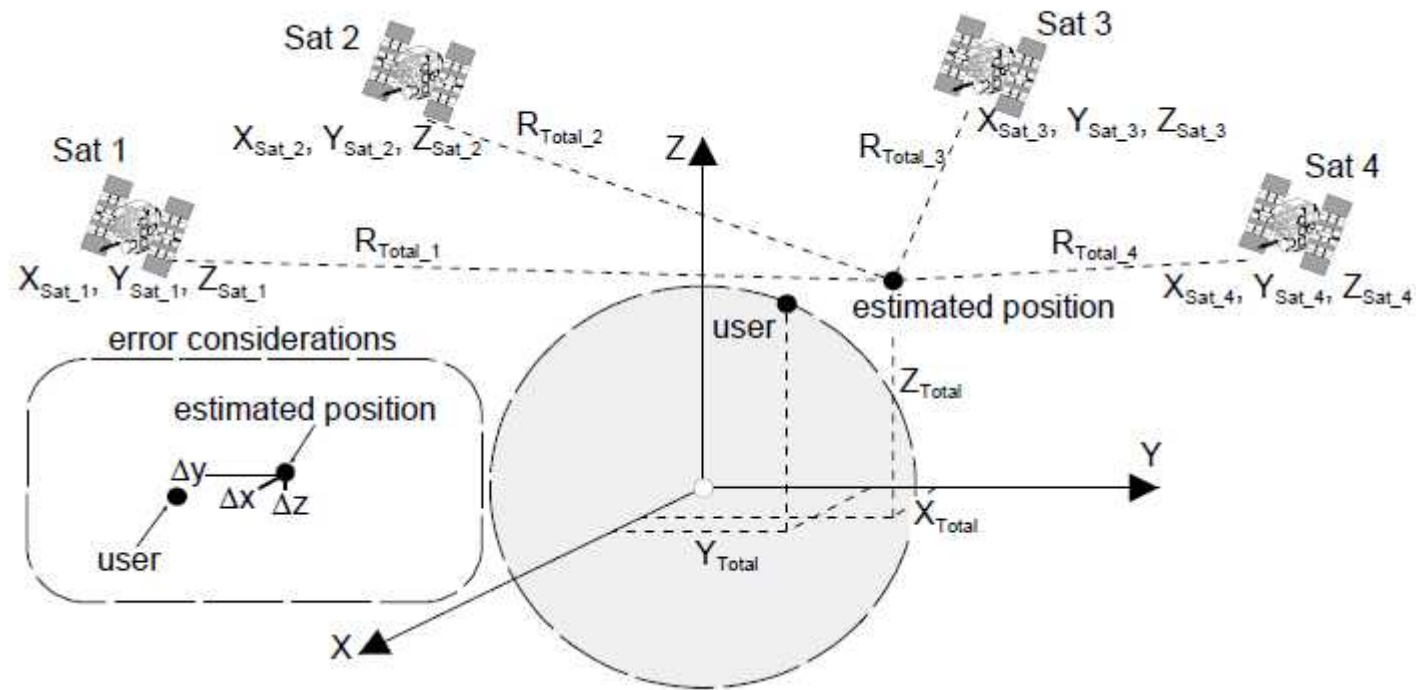 Sat 2
Sat 3
X_Sat_2, Y_Sat_2, Z_Sat_2
R_Total_2
Z
R_Total_3
X_Sat_3, Y_Sat_3, Z_Sat_3
Sat 1
Sat 4
R_Total_1
R_Total_4
X_Sat_1, Y_Sat_1, Z_Sat_1
X_Sat_4, Y_Sat_4, Z_Sat_4
estimated position
user
error considerations
Z_Total
estimated position
Δy
Δx
Δz
user
Y
X_Total
Y_Total
X